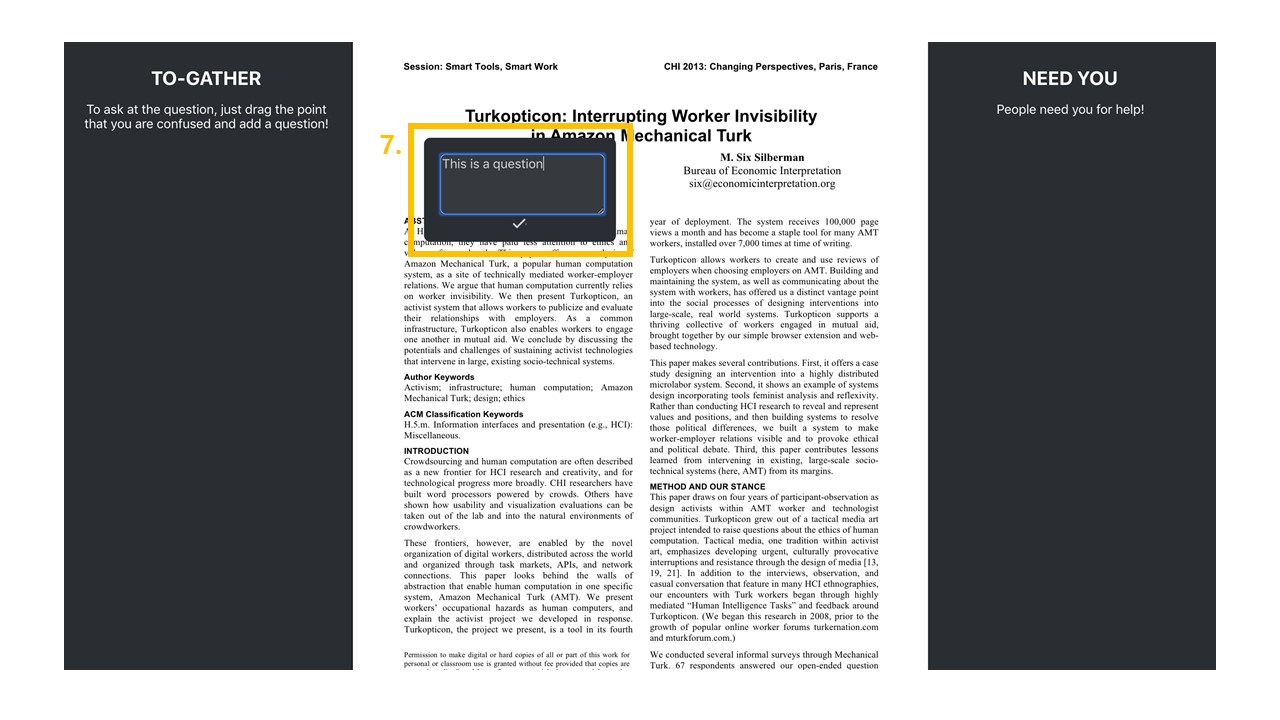 TO-GATHER
To ask at the question, just drag the point
that you are confused and add a question!
Session: Smart Tools, Smart Work
CHI 2013: Changing Perspectives, Paris, France
Turkopticon: Interrupting Worker Invisibility
in Amazon Mechanical Turk
7.
This is a question
M. Six Silberman
Bureau of Economic Interpretation
six@economicinterpretation.org
Amazon Mechanical Turk, a popular human computation
system, as a site of technically mediated worker-employer
relations. We argue that human computation currently relies
on worker invisibility. We then present Turkopticon, an
activist system that allows workers to publicize and evaluate
their relationships with employers. As a common
infrastructure, Turkopticon also enables workers to engage
one another in mutual aid. We conclude by discussing the
potentials and challenges of sustaining activist technologies
that intervene in large, existing socio-technical systems.
Author Keywords
Activism; infrastructure; human computation; Amazon
Mechanical Turk; design; ethics
ACM Classification Keywords
H.5.m. Information interfaces and presentation (e.g., HCI):
Miscellaneous.
INTRODUCTION
Crowdsourcing and human computation are often described
as a new frontier for HCI research and creativity, and for
technological progress more broadly. CHI researchers have
built word processors powered by crowds. Others have
shown how usability and visualization evaluations can be
taken out of the lab and into the natural environments of
crowdworkers.
These frontiers, however, are enabled by the novel
organization of digital workers, distributed across the world
and organized through task markets, APIs, and network
connections. This paper looks behind the walls of
abstraction that enable human computation in one specific
system, Amazon Mechanical Turk (AMT). We present
workers' occupational hazards as human computers, and
explain the activist project we developed in response.
Turkopticon, the project we present, is a tool in its fourth
Permission to make digital or hard copies of all or part of this work for
personal or classroom use is granted without fee provided that copies are
year of deployment. The system receives 100,000 page
views a month and has become a staple tool for many AMT
workers, installed over 7,000 times at time of writing.
Turkopticon allows workers to create and use reviews of
employers when choosing employers on AMT. Building and
maintaining the system, as well as communicating about the
system with workers, has offered us a distinct vantage point
into the social processes of designing interventions into
large-scale, real world systems. Turkopticon supports a
thriving collective of workers engaged in mutual aid,
brought together by our simple browser extension and web-
based technology.
This paper makes several contributions. First, it offers a case
study designing an intervention into a highly distributed
microlabor system. Second, it shows an example of systems
design incorporating tools feminist analysis and reflexivity.
Rather than conducting HCI research to reveal and represent
values and positions, and then building systems to resolve
those political differences, we built a system to make
worker-employer relations visible and to provoke ethical
and political debate. Third, this paper contributes lessons
learned from intervening in existing, large-scale socio-
technical systems (here, AMT) from its margins.
METHOD AND OUR STANCE
This paper draws on four years of participant-observation as
design activists within AMT worker and technologist
communities. Turkopticon grew out of a tactical media art
project intended to raise questions about the ethics of human
computation. Tactical media, one tradition within activist
art, emphasizes developing urgent, culturally provocative
interruptions and resistance through the design of media [13,
19, 21]. In addition to the interviews, observation, and
casual conversation that feature in many HCI ethnographies,
our encounters with Turk workers began through highly
mediated “Human Intelligence Tasks” and feedback around
Turkopticon. (We began this research in 2008, prior to the
growth of popular online worker forums turkernation.com
and mturkforum.com.)
We conducted several informal surveys through Mechanical
Turk. 67 respondents answered our open-ended question
NEED YOU
People need you for help!